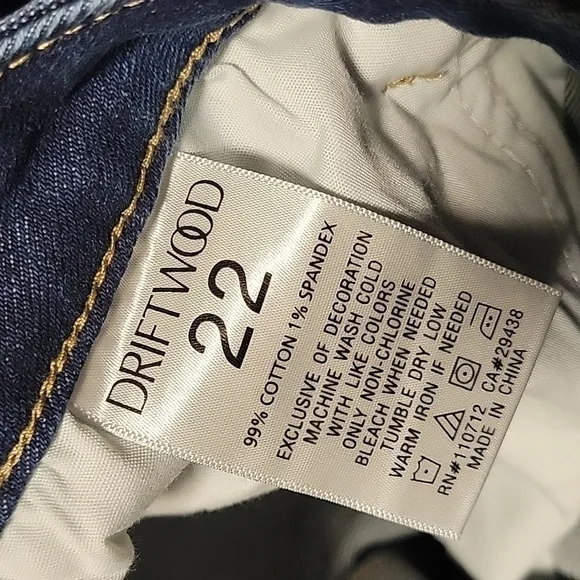 DRIFTWOOD
22
99% COTTON 1% SPANDEX
EXCLUSIVE OF DECORATION
MACHINE WASH COLD
WITH LIKE COLORS
ONLY NON-CHLORINE
BLEACH WHEN NEEDED
TUMBLE DRY LOW
WARM IRON IF NEEDED
RN#110712 CA#29438
MADE IN CHINA